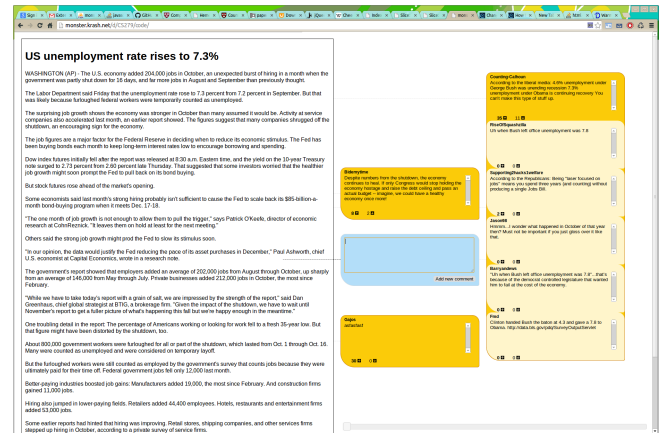 monster.krash.net/d/CS279/code/
US unemployment rises to 7.3%
WASHINGTON (AP) - The U.S. economy added 204,000 jobs in October, an unexpected burst of hiring in a month when the
government was partly shut down for 16 days, and far more jobs in August and September than previously thought.
The Labor Department said Friday that the unemployment rate rose to 7.3 percent from 7.2 percent in September. But that
was likely because furloughed federal workers were temporarily counted as unemployed.
The surprising job growth shows the economy was stronger in October than many assumed it would be. Activity at service
companies also accelerated last month, an earlier report showed. The figures suggest that many companies shrugged off the
shutdown, an encouraging sign for the economy.
The job figures are a major factor for the Federal Reserve in deciding when to reduce its economic stimulus. The Fed has
been buying bonds each month to keep long-term interest rates low to encourage borrowing and spending.
Dow index futures initially fell after the report was released at 8:30 a.m. Eastern time, and the yield on the 10-year Treasury
note surged to 2.73 percent from 2.60 percent late Thursday. That suggested that some investors worried that the healthier
job growth might soon prompt the Fed to pull back on its bond buying.
But stock futures rose ahead of the market's opening.
Some economists said last month's strong hiring probably isn't sufficient to cause the Fed to scale back its $85-billion-a-
month bond buying program when it meets Dec. 17-18.
"The one month of job growth is not enough to allow them to pull the trigger," says Patrick O'Keefe, director of economic
research at CohnReznick. "It leaves them on hold at least for the next meeting."
Others said the strong job growth might prod the Fed to slow its stimulus soon.
"In our opinion, the data would justify the Fed reducing the pace of its asset purchases in December," Paul Ashworth, chief
U.S. economist at Capital Economics, wrote in a research note.
The government's report showed that employers added an average of 202,000 jobs from August through October, up sharply
from an average of 146,000 from May through July. Private businesses added 212,000 jobs in October, the most since
February.
"While we have to take today's report with a grain of salt, we are impressed by the strength of the report," said Dan
Greenhaus, chief global strategist at BTIG, a brokerage firm. "Given the impact of the shutdown, we have to wait until
November's report to get a fuller picture of what's happening this fall but we're happy enough in the meantime."
One troubling detail in the report: The percentage of Americans working or looking for work fell to a fresh 35-year low. But
that figure might have been distorted by the shutdown, too.
About 800,000 government workers were furloughed for all or part of the shutdown, which lasted from Oct. 1 through Oct. 16.
Many were counted as unemployed and were considered on temporary layoff.
But the furloughed workers were still counted as employed by the government's survey that counts jobs because they were
ultimately paid for their time off. Federal government jobs fell only 12,000 last month.
Better-paying industries boosted job gains: Manufacturers added 19,000, the most since February. And construction firms
gained 11,000 jobs.
Hiring also jumped in lower-paying fields. Retailers added 44,400 employees. Hotels, restaurants and entertainment firms
added 53,000 jobs.
Some earlier reports had hinted that hiring was improving. Retail stores, shipping companies, and other services firms
stepped up hiring in October, according to a private survey of service firms.
Despite numbers from the shutdown, the economy
continues to heal. If only Congress would stop holding the
economy hostage and raise the debt ceiling and pass an
actual budget -- imagine, we could have a healthy
economy once more!
Add new comment
Gajos
asfasfasf
36 0
CountingCalhoun
According to the liberal media: 4.6% unemployment under
George Bush was unending recession 7.3%
unemployment under Obama is continuing recovery. You
can't make this type of stuff up.
36 11
RiseOfSquashzilla
Uh when Bush left office unemployment was 7.8
0 0
According to the Republicans: Being "laser focused on
jobs" means you spend three years (and counting) without
producing a single Jobs Bill.
2 0
Jason86
Hmmm...I wonder what happened in October of that year
then? Must not be important if you just gloss over it like
that.
0 0
Barryandews
"Uh when Bush left office unemployment was 7.8"...that's
because of the democrat controlled legislature that wanted
him to fail at the cost of the economy.
0 0
Fred
Clinton handed Bush the baton at 4.3 and gave a 7.8 to
Obama. http://data.bls.gov/pdq/SurveyOutputServlet
0 0